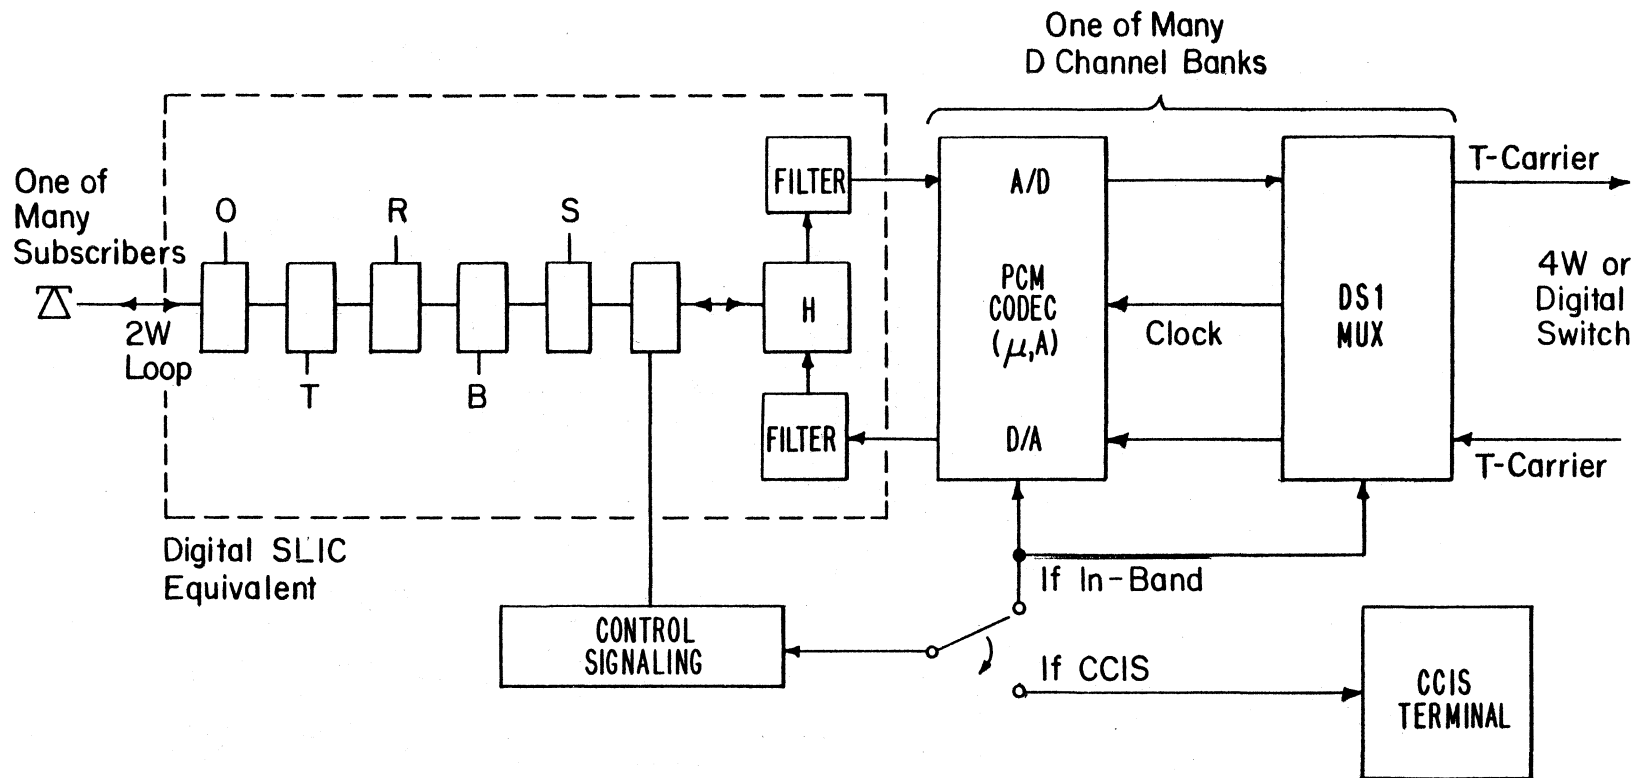 One of Many
D Channel Banks
One of
Many
Subscribers
O
R
S
T
B
2W
Loop
FILTER
H
FILTER
A/D
PCM
CODEC
(μ,A)
D/A
Clock
DS1
MUX
T-Carrier
4W or
Digital
Switch
T-Carrier
Digital SLIC
Equivalent
If In-Band
CONTROL
SIGNALING
If CCIS
CCIS
TERMINAL